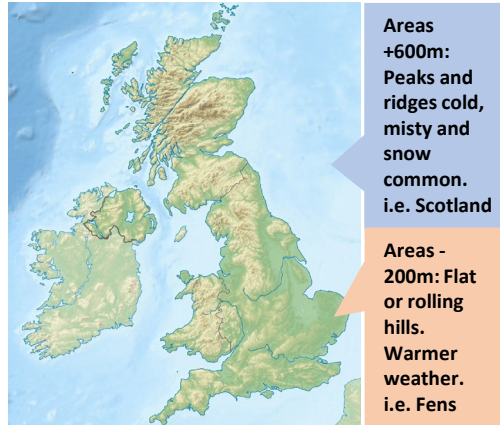 Areas
+600m:
Peaks and
ridges cold,
misty and
snow
common.
i.e. Scotland
Areas -
200m: Flat
or rolling
hills.
Warmer
weather.
i.e. Fens